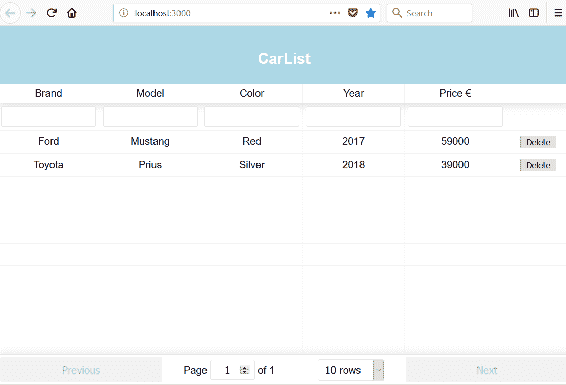 localhost:3000
Search
CarList
Brand Model Color Year Price €
Ford Mustang Red 2017 59000 Delete
Toyota Prius Silver 2018 39000 Delete
Previous Page 1 of 1 10 rows Next